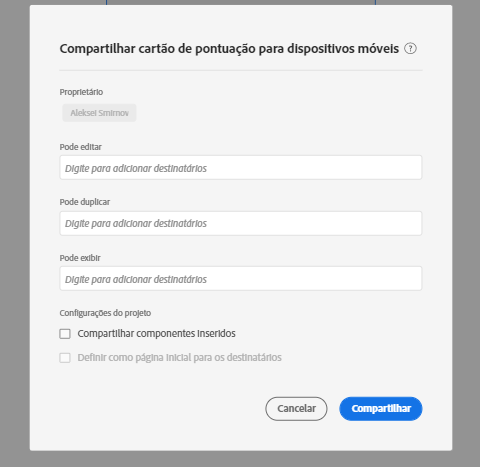 Compartilhar cartão de pontuação para dispositivos móveis ?
Proprietário
Aleksei Smirnov
Pode editar
Digite para adicionar destinatários
Pode duplicar
Digite para adicionar destinatários
Pode exibir
Digite para adicionar destinatários
Configurações do projeto
Compartilhar componentes inseridos
Definir como página inicial para os destinatários
Cancelar
Compartilhar